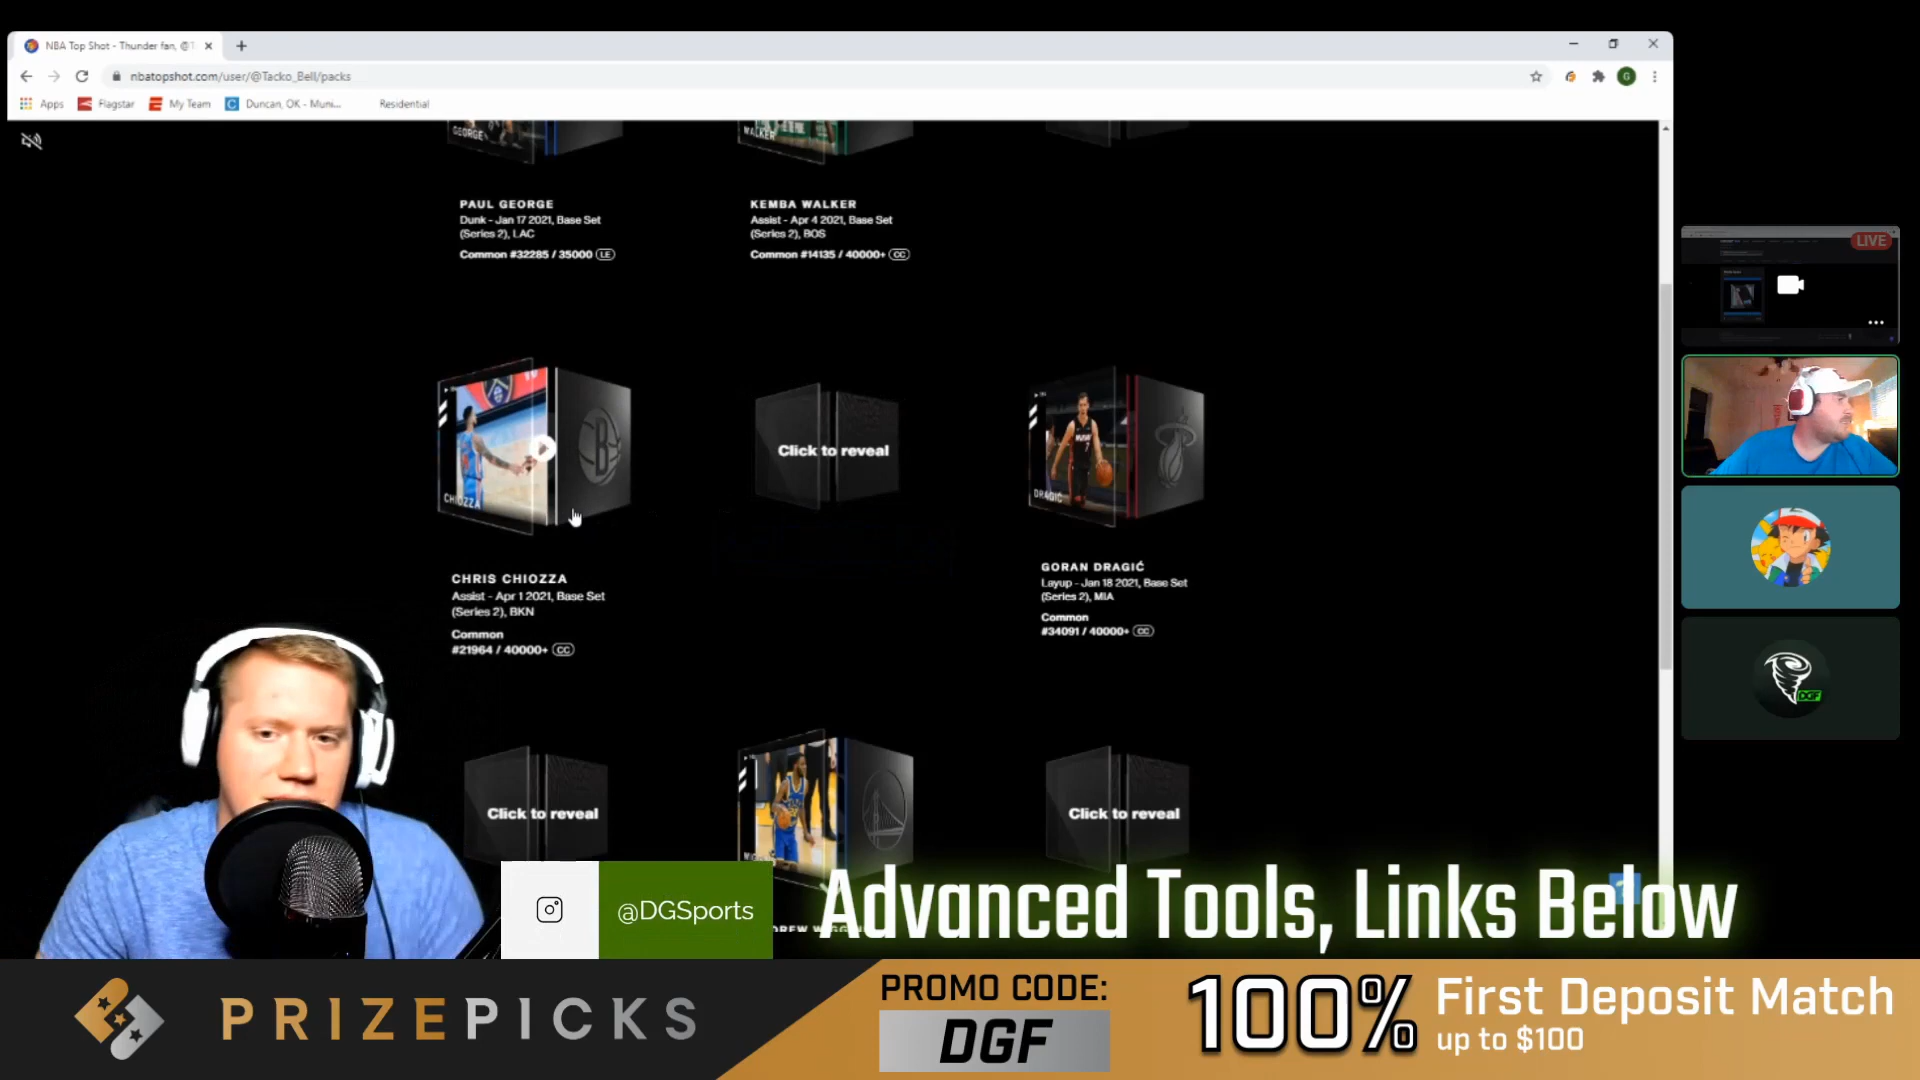 NBA Top Shot - Thunder fan, @T
nbatopshot.com/user/@Tacko_Bell/packs
G
Apps
Flagstar
My Team
Duncan, OK - Muni...
Residential
GEORGE
WALKER
PAUL GEORGE
Dunk - Jan 17 2021, Base Set
(Series 2), LAC
Common #32285 / 35000 LE
KEMBA WALKER
Assist - Apr 4 2021, Base Set
(Series 2), BOS
Common #14135 / 40000+ CC
LIVE
CHIOZZA
Click to reveal
DRAGIĆ
CHRIS CHIOZZA
Assist - Apr 1 2021, Base Set
(Series 2), BKN
Common
#21964 / 40000+ CC
GORAN DRAGIĆ
Layup - Jan 18 2021, Base Set
(Series 2), MIA
Common
#34091 / 40000+ CC
DGF
Click to reveal
Click to reveal
@DGSports
Advanced Tools, Links Below
PRIZEPICKS
PROMO CODE:
DGF
100%
First Deposit Match
up to $100